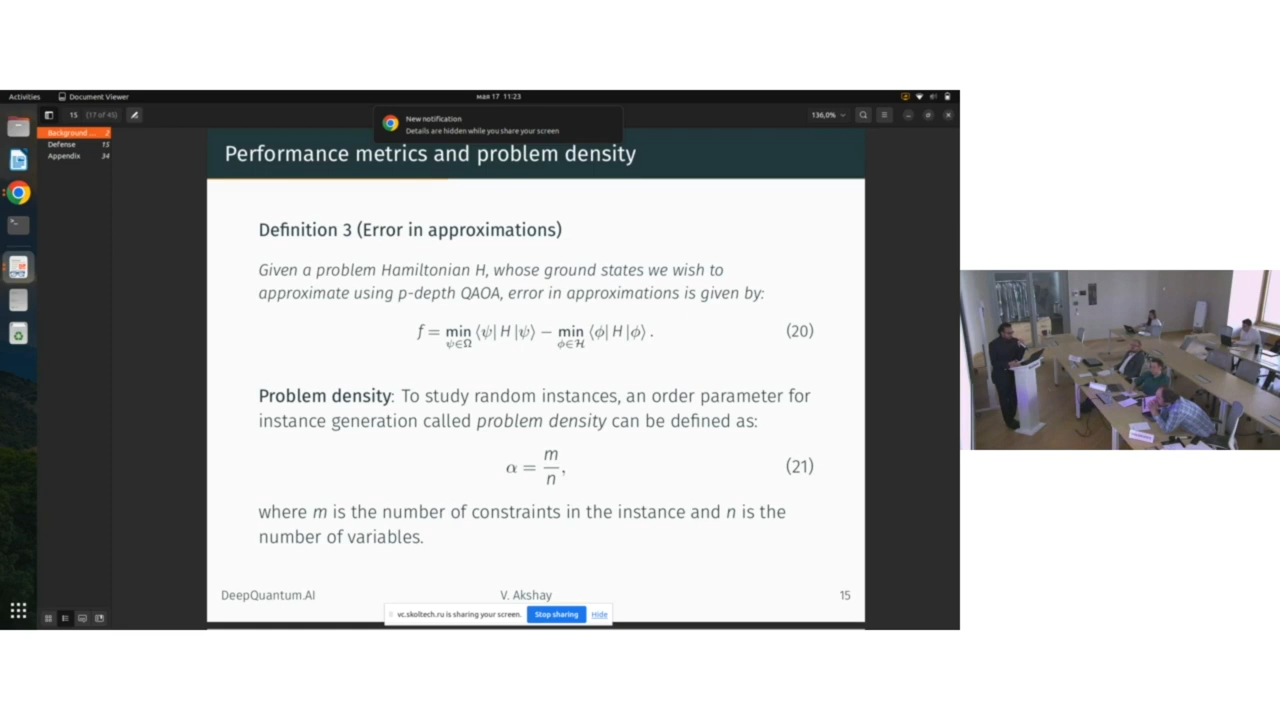 Activities
Document Viewer
мая 17 11:23
15
(17 of 45)
136,0%
New notification
Details are hidden while you share your screen
Background ... 2
Defense 15
Appendix 34
Performance metrics and problem density
Definition 3 (Error in approximations)
Given a problem Hamiltonian H, whose ground states we wish to
approximate using p-depth QAOA, error in approximations is given by:
f = min ⟨ψ| H |ψ⟩ − min ⟨ϕ| H |ϕ⟩ . (20)
ψ∈Ω ϕ∈ℋ
Problem density: To study random instances, an order parameter for
instance generation called problem density can be defined as:
α = m/n, (21)
where m is the number of constraints in the instance and n is the
number of variables.
DeepQuantum.AI V. Akshay 15
vc.skoltech.ru is sharing your screen. Stop sharing Hide